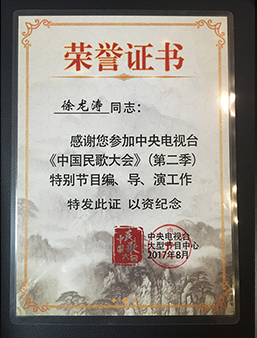 荣誉证书
徐龙涛 同志：
感谢您参加中央电视台
《中国民歌大会》（第二季）
特别节目编、导、演工作
特发此证 以资纪念
中央电视台
大型节目中心
2017年8月